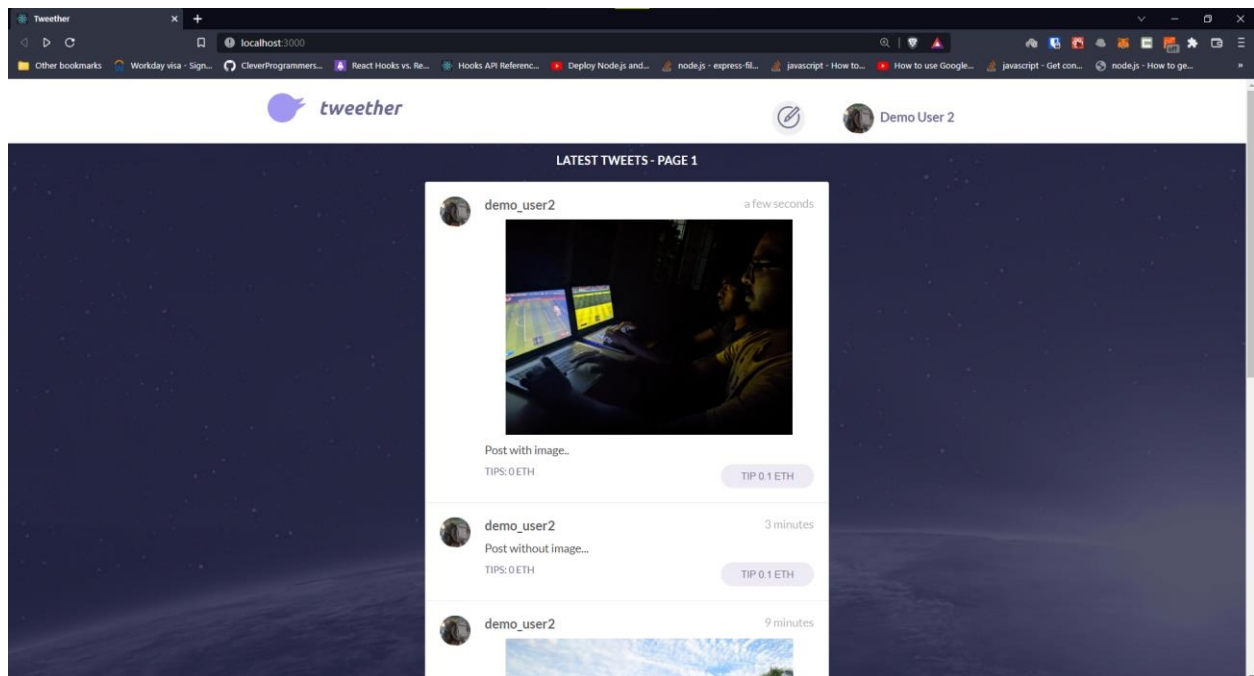 Tweether
localhost:3000
Other bookmarks
Workday visa - Sign...
CleverProgrammers...
React Hooks vs. Re...
Hooks API Referenc...
Deploy Node.js and...
node.js - express-fil...
javascript - How to...
How to use Google...
javascript - Get con...
node.js - How to ge...
tweether
Demo User 2
LATEST TWEETS - PAGE 1
demo_user2
a few seconds
Post with image..
TIPS: 0 ETH
TIP 0.1 ETH
demo_user2
3 minutes
Post without image...
TIPS: 0 ETH
TIP 0.1 ETH
demo_user2
9 minutes